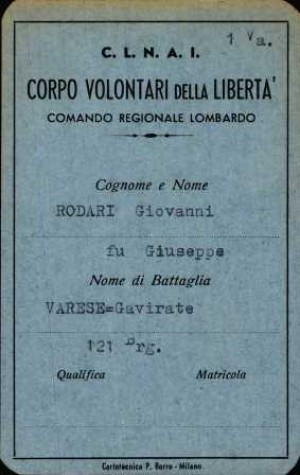 1 Va.
C. L. N. A. I.
CORPO VOLONTARI DELLA LIBERTA'
COMANDO REGIONALE LOMBARDO
Cognome e Nome
RODARI Giovanni
fu Giuseppe
Nome di Battaglia
VARESE=Gavirate
121 Brg.
Qualifica Matricola
Cartotecnica P. Borro - Milano